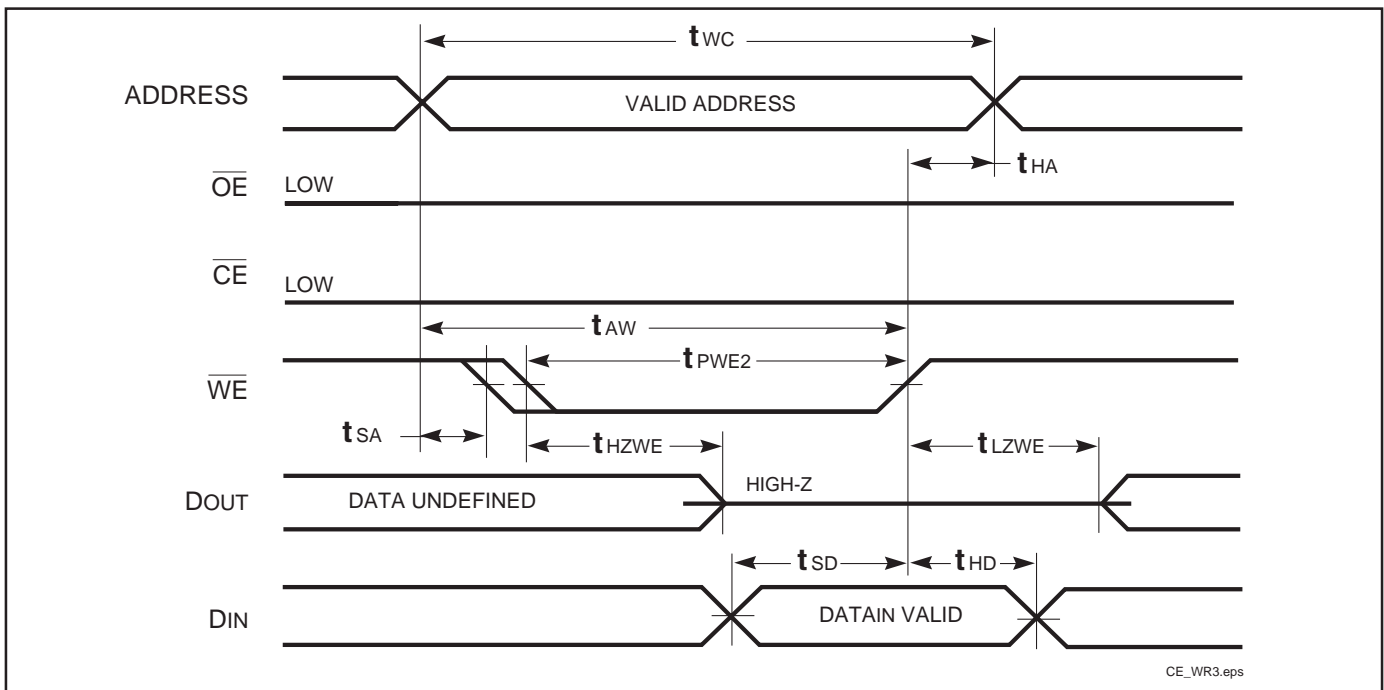 tWC
ADDRESS
VALID ADDRESS
tHA
OE
LOW
CE
LOW
tAW
tPWE2
WE
tSA
tHZWE
tLZWE
DOUT
DATA UNDEFINED
HIGH-Z
tSD
tHD
DIN
DATAIN VALID
CE_WR3.eps